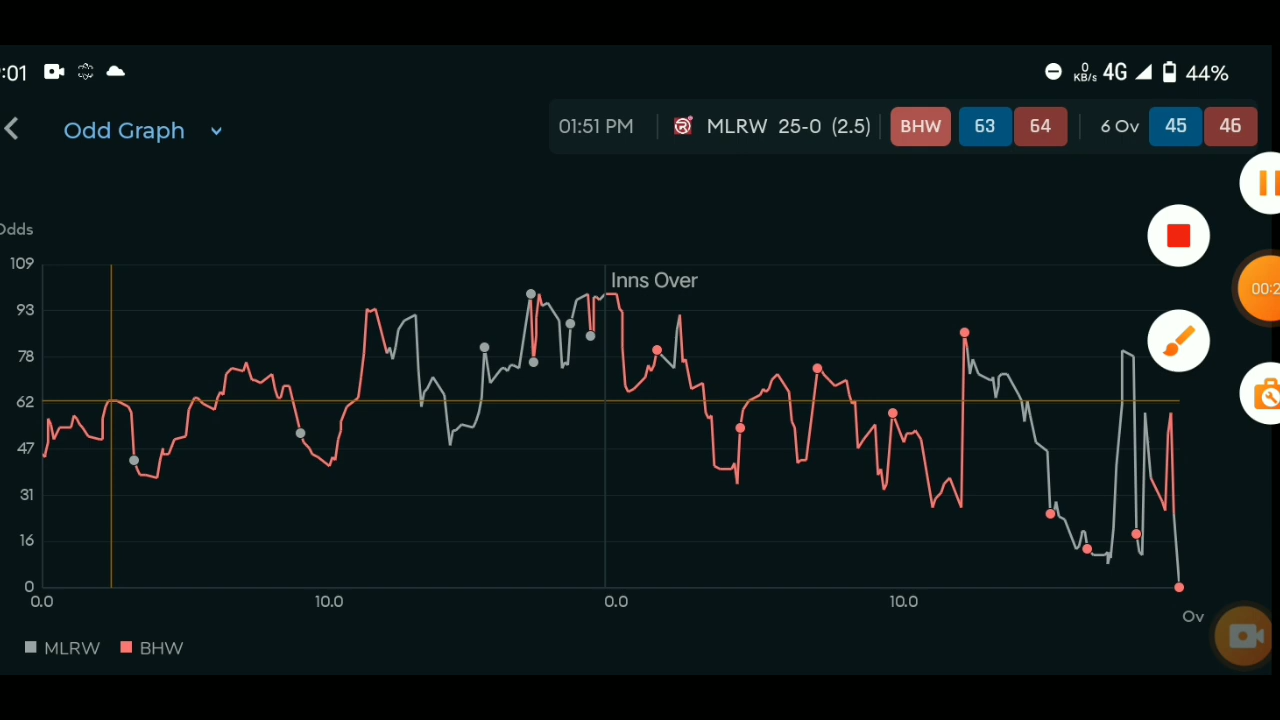 :01 0 KB/s 4G 44%
Odd Graph 01:51 PM MLRW 25-0 (2.5) BHW 63 64 6 Ov 45 46
Odds
109
Inns Over
93
78
62
47
31
16
0
0.0 10.0 0.0 10.0
Ov
MLRW BHW
00:2